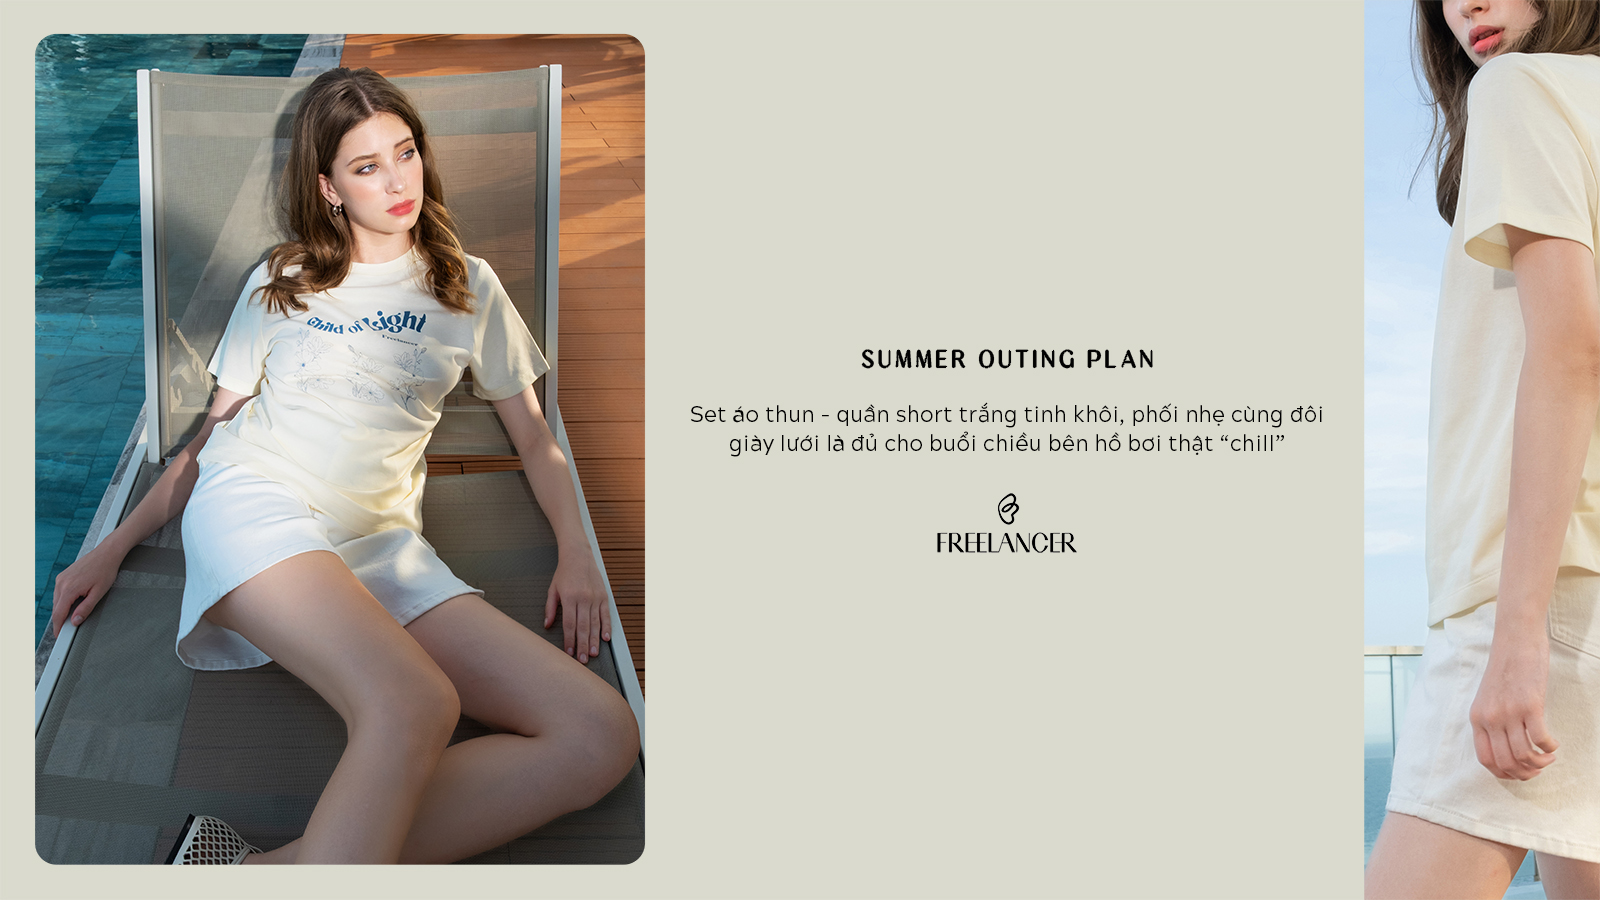 Child of Light
Freelancer
SUMMER OUTING PLAN
Set áo thun - quần short trắng tinh khôi, phối nhẹ cùng đôi
giày lưới là đủ cho buổi chiều bên hồ bơi thật “chill”
FREELANCER